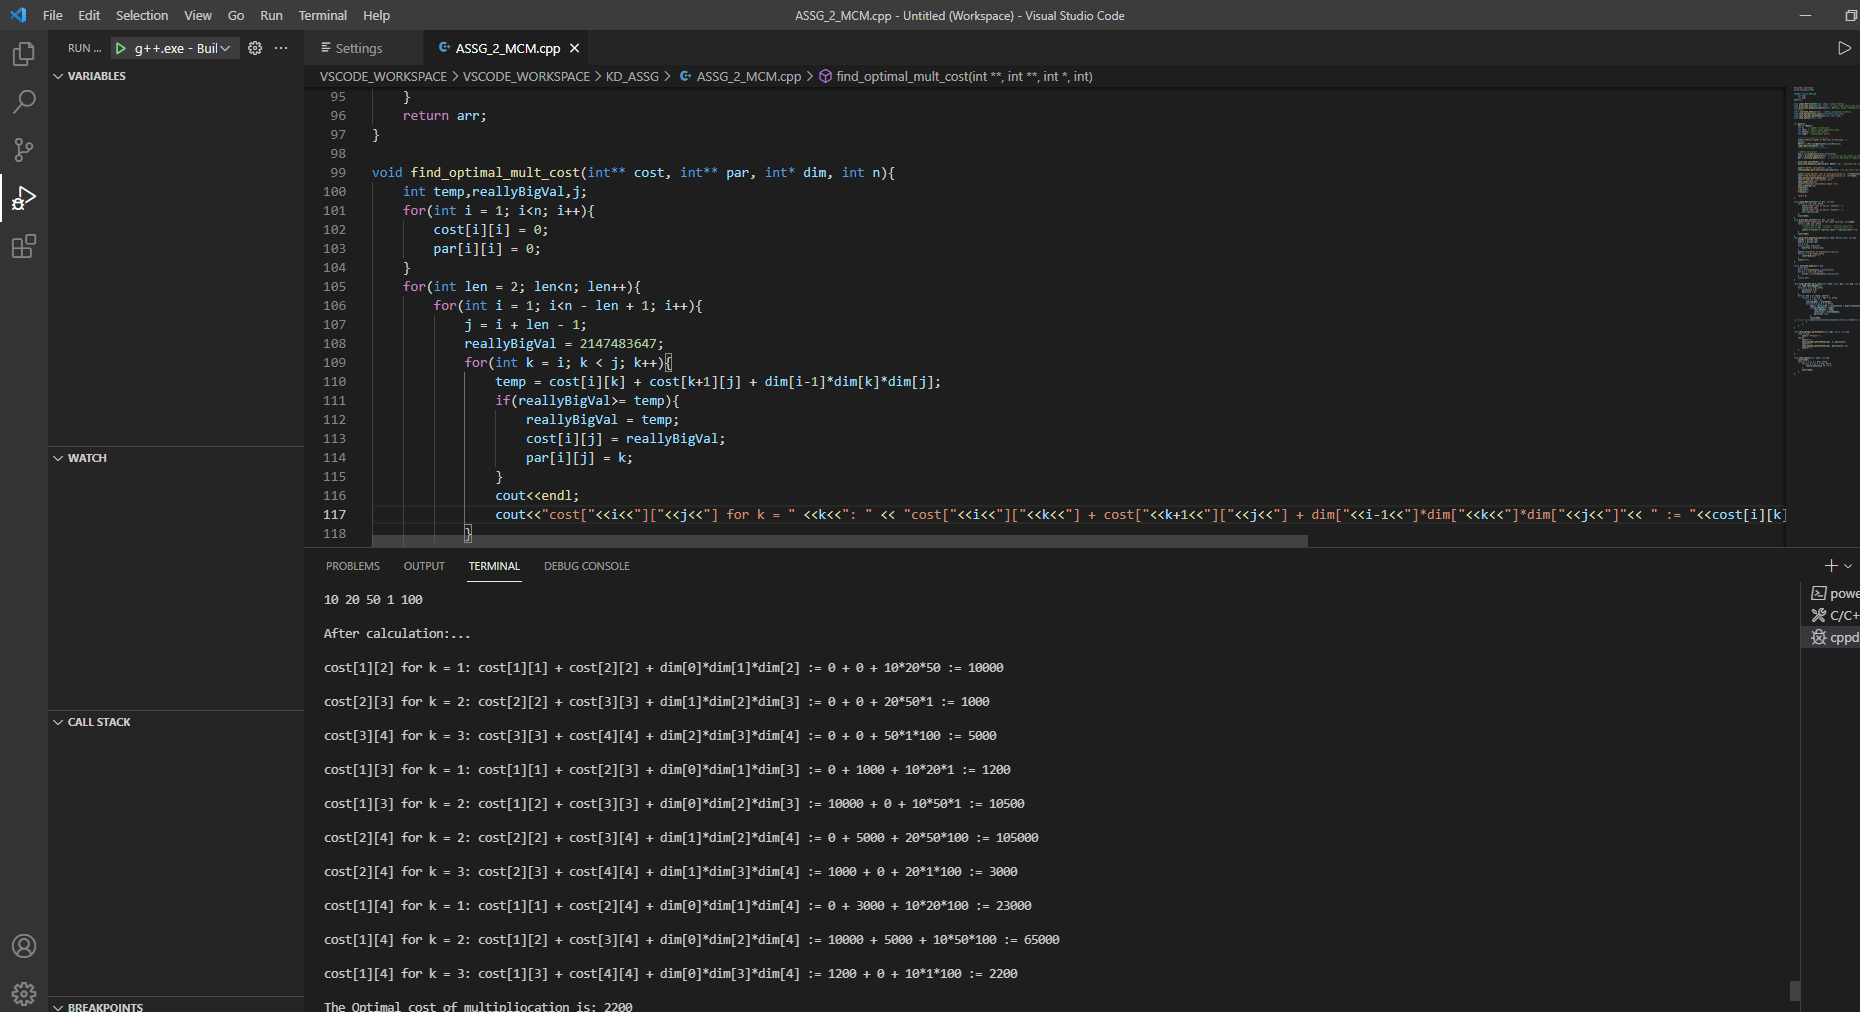 File Edit Selection View Go Run Terminal Help
ASSG_2_MCM.cpp - Untitled (Workspace) - Visual Studio Code
RUN ... g++.exe - Buil
Settings ASSG_2_MCM.cpp
VARIABLES
VSCODE_WORKSPACE > VSCODE_WORKSPACE > KD_ASSG > ASSG_2_MCM.cpp > find_optimal_mult_cost(int **, int **, int *, int)
95 }
96 return arr;
97 }
98
99 void find_optimal_mult_cost(int** cost, int** par, int* dim, int n){
100 int temp,reallyBigVal,j;
101 for(int i = 1; i<n; i++){
102 cost[i][i] = 0;
103 par[i][i] = 0;
104 }
105 for(int len = 2; len<n; len++){
106 for(int i = 1; i<n - len + 1; i++){
107 j = i + len - 1;
108 reallyBigVal = 2147483647;
109 for(int k = i; k < j; k++){
110 temp = cost[i][k] + cost[k+1][j] + dim[i-1]*dim[k]*dim[j];
111 if(reallyBigVal>= temp){
112 reallyBigVal = temp;
113 cost[i][j] = reallyBigVal;
114 par[i][j] = k;
115 }
116 cout<<endl;
117 cout<<"cost["<<i<<"]["<<j<<"] for k = " <<k<<": " << "cost["<<i<<"]["<<k<<"] + cost["<<k+1<<"]["<<j<<"] + dim["<<i-1<<"]*dim["<<k<<"]*dim["<<j<<"]"<< " := "<<cost[i][k]
118 }
WATCH
CALL STACK
BREAKPOINTS
PROBLEMS OUTPUT TERMINAL DEBUG CONSOLE
10 20 50 1 100
After calculation:...
cost[1][2] for k = 1: cost[1][1] + cost[2][2] + dim[0]*dim[1]*dim[2] := 0 + 0 + 10*20*50 := 10000
cost[2][3] for k = 2: cost[2][2] + cost[3][3] + dim[1]*dim[2]*dim[3] := 0 + 0 + 20*50*1 := 1000
cost[3][4] for k = 3: cost[3][3] + cost[4][4] + dim[2]*dim[3]*dim[4] := 0 + 0 + 50*1*100 := 5000
cost[1][3] for k = 1: cost[1][1] + cost[2][3] + dim[0]*dim[1]*dim[3] := 0 + 1000 + 10*20*1 := 1200
cost[1][3] for k = 2: cost[1][2] + cost[3][3] + dim[0]*dim[2]*dim[3] := 10000 + 0 + 10*50*1 := 10500
cost[2][4] for k = 2: cost[2][2] + cost[3][4] + dim[1]*dim[2]*dim[4] := 0 + 5000 + 20*50*100 := 105000
cost[2][4] for k = 3: cost[2][3] + cost[4][4] + dim[1]*dim[3]*dim[4] := 1000 + 0 + 20*1*100 := 3000
cost[1][4] for k = 1: cost[1][1] + cost[2][4] + dim[0]*dim[1]*dim[4] := 0 + 3000 + 10*20*100 := 23000
cost[1][4] for k = 2: cost[1][2] + cost[3][4] + dim[0]*dim[2]*dim[4] := 10000 + 5000 + 10*50*100 := 65000
cost[1][4] for k = 3: cost[1][3] + cost[4][4] + dim[0]*dim[3]*dim[4] := 1200 + 0 + 10*1*100 := 2200
The Optimal cost of multipliocation is: 2200
powe
C/C+
cppd